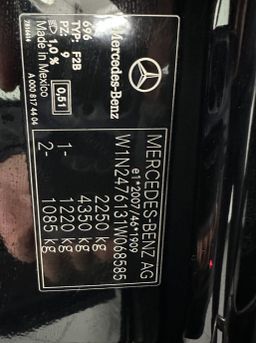 MERCEDES-BENZ AG
e1*2007/46*1909
W1N2476131W068585
2250 kg
4350 kg
1- 1220 kg
2- 1085 kg
Mercedes-Benz
696
TYP: F2B
PZ: 9
1,0 % 0,51
Made in Mexico
A 000 817 44 04